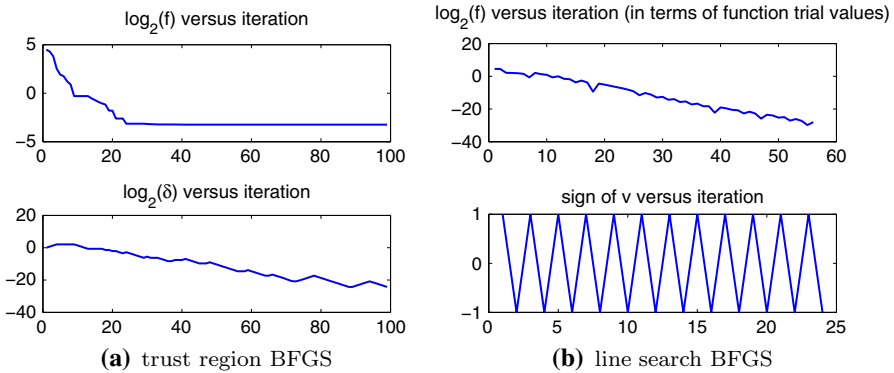 log₂(f) versus iteration
5
0
−5
0 20 40 60 80 100
log₂(δ) versus iteration
20
0
−20
−40
0 20 40 60 80 100
(a) trust region BFGS
log₂(f) versus iteration (in terms of function trial values)
20
0
−20
−40
0 10 20 30 40 50 60
sign of v versus iteration
1
0
−1
0 5 10 15 20 25
(b) line search BFGS